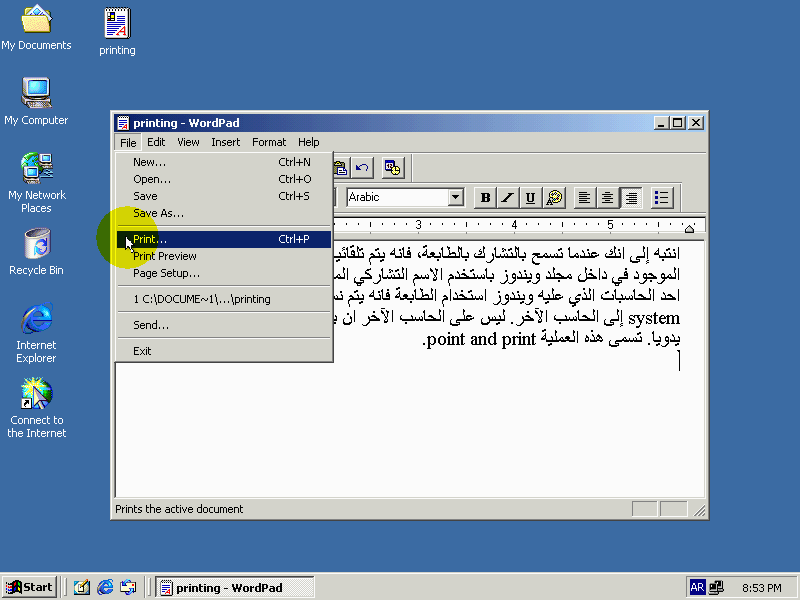 My Documents
printing
My Computer
My Network
Places
Recycle Bin
Internet
Explorer
Connect to
the Internet
printing - WordPad
File Edit View Insert Format Help
New... Ctrl+N
Open... Ctrl+O
Save Ctrl+S
Save As...
Print... Ctrl+P
Print Preview
Page Setup...
1 C:\DOCUME~1\...\printing
Send...
Exit
Arabic
B I U
3 4 5
انتبه إلى انك عندما تسمح بالتشارك بالطابعة، فانه يتم تلقائي
الموجود في داخل مجلد ويندوز باستخدم الاسم التشاركي
احد الحاسبات الذي عليه ويندوز استخدام الطابعة فانه يتم
system إلى الحاسب الآخر. ليس على الحاسب الآخر ان
يدويا. تسمى هذه العملية point and print.
Prints the active document
Start
printing - WordPad
AR
8:53 PM